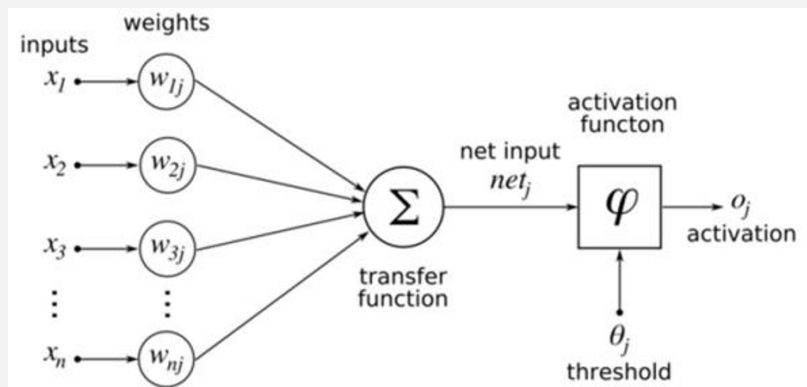 weights
inputs
x1 w1j
activation
functon
x2 w2j
net input
netj
Σ
φ
oj
activation
x3 w3j
transfer
function
⋮ ⋮
xn wnj
θj
threshold